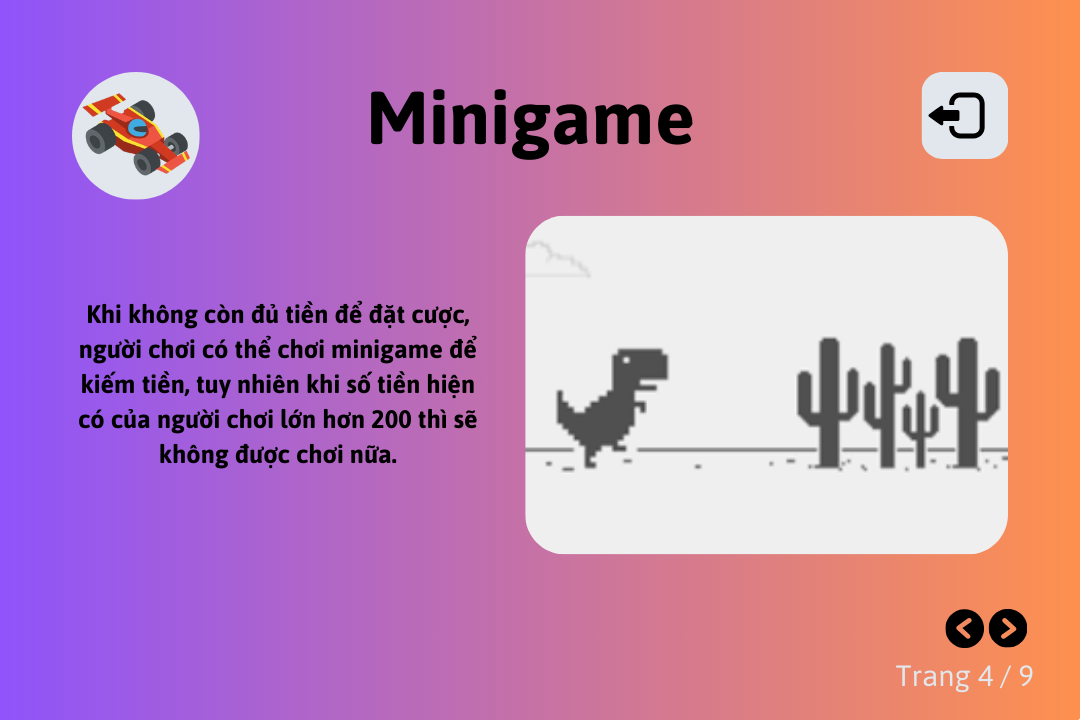 Minigame
Khi không còn đủ tiền để đặt cược,
người chơi có thể chơi minigame để
kiếm tiền, tuy nhiên khi số tiền hiện
có của người chơi lớn hơn 200 thì sẽ
không được chơi nữa.
Trang 4 / 9